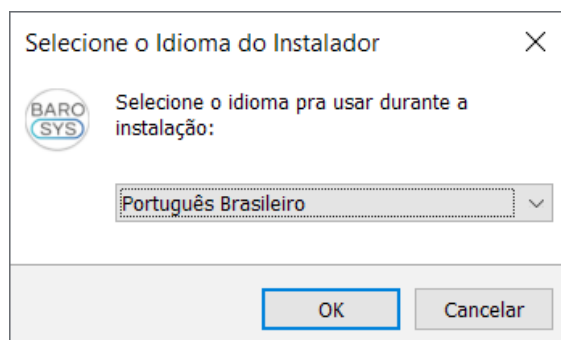 Selecione o Idioma do Instalador
BARO
SYS
Selecione o idioma pra usar durante a
instalação:
Português Brasileiro
OK
Cancelar